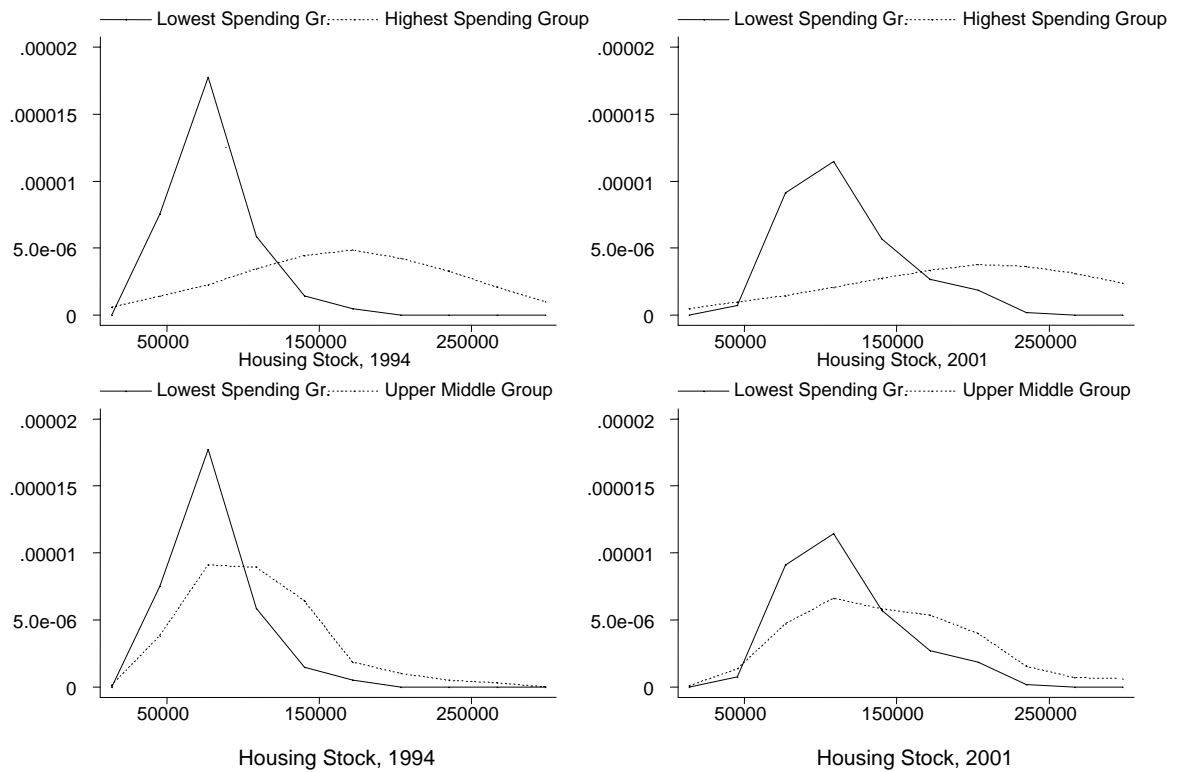 Lowest Spending Gr. Highest Spending Group
.00002
.000015
.00001
5.0e-06
0
50000 150000 250000
Housing Stock, 1994
Lowest Spending Gr. Highest Spending Group
.00002
.000015
.00001
5.0e-06
0
50000 150000 250000
Housing Stock, 2001
Lowest Spending Gr. Upper Middle Group
.00002
.000015
.00001
5.0e-06
0
50000 150000 250000
Housing Stock, 1994
Lowest Spending Gr. Upper Middle Group
.00002
.000015
.00001
5.0e-06
0
50000 150000 250000
Housing Stock, 2001